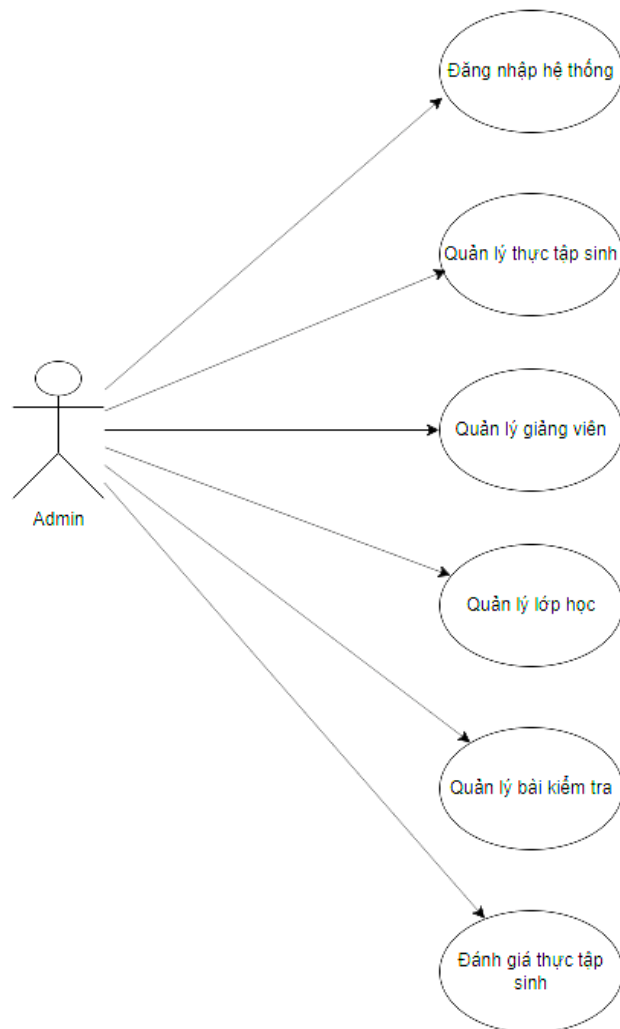 Đăng nhập hệ thống
Quản lý thực tập sinh
Quản lý giảng viên
Admin
Quản lý lớp học
Quản lý bài kiểm tra
Đánh giá thực tập
sinh